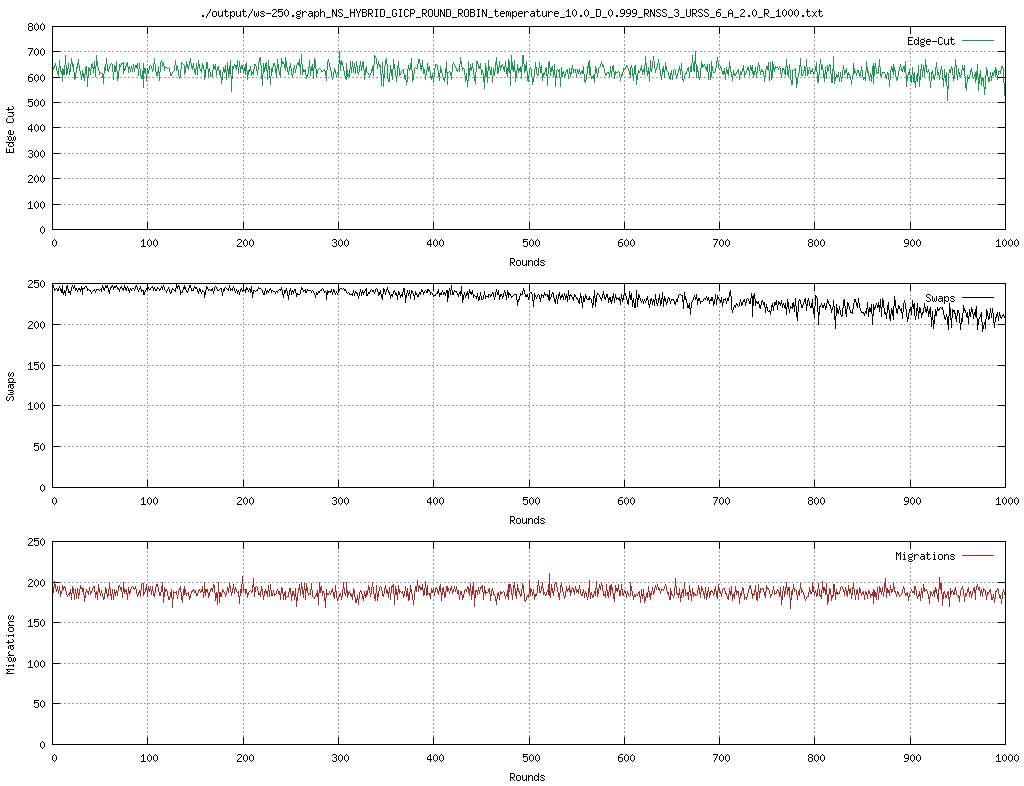 ./output/ws-250.graph_NS_HYBRID_GICP_ROUND_ROBIN_temperature_10.0_D_0.999_RNSS_3_URSS_6_A_2.0_R_1000.txt
800
700
600
500
400
300
200
100
0
Edge Cut
Edge-Cut
0 100 200 300 400 500 600 700 800 900 1000
Rounds
250
200
150
100
50
0
Swaps
Swaps
0 100 200 300 400 500 600 700 800 900 1000
Rounds
250
200
150
100
50
0
Migrations
Migrations
0 100 200 300 400 500 600 700 800 900 1000
Rounds